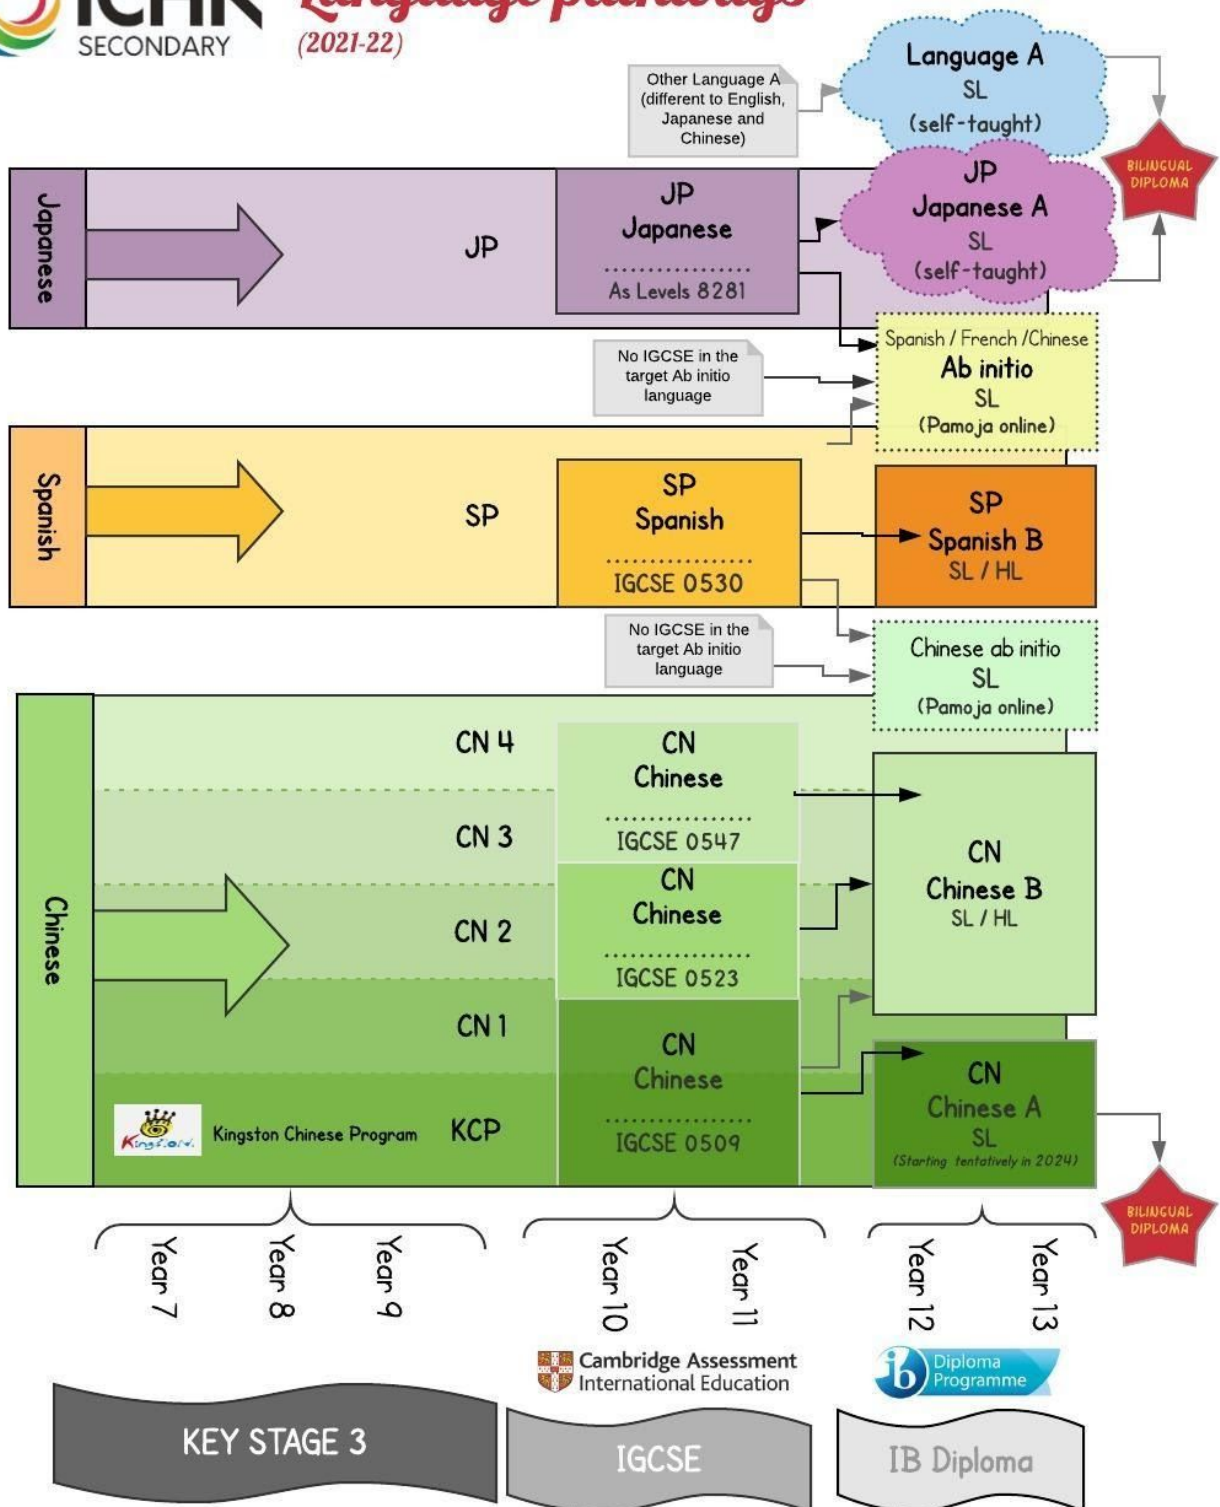 ICHK
SECONDARY
Language pathways
(2021-22)
Other Language A
(different to English,
Japanese and
Chinese)
Language A
SL
(self-taught)
BILINGUAL
DIPLOMA
Japanese
JP
JP
Japanese
.................
As Levels 8281
JP
Japanese A
SL
(self-taught)
No IGCSE in the
target Ab initio
language
Spanish / French /Chinese
Ab initio
SL
(Pamoja online)
Spanish
SP
SP
Spanish
.................
IGCSE 0530
SP
Spanish B
SL / HL
No IGCSE in the
target Ab initio
language
Chinese ab initio
SL
(Pamoja online)
Chinese
CN 4
CN 3
CN 2
CN 1
Kingston
Kingston Chinese Program
KCP
CN
Chinese
.................
IGCSE 0547
CN
Chinese
.................
IGCSE 0523
CN
Chinese
.................
IGCSE 0509
CN
Chinese B
SL / HL
CN
Chinese A
SL
(Starting tentatively in 2024)
BILINGUAL
DIPLOMA
Year 7
Year 8
Year 9
Year 10
Year 11
Year 12
Year 13
Cambridge Assessment
International Education
ib
Diploma
Programme
KEY STAGE 3
IGCSE
IB Diploma